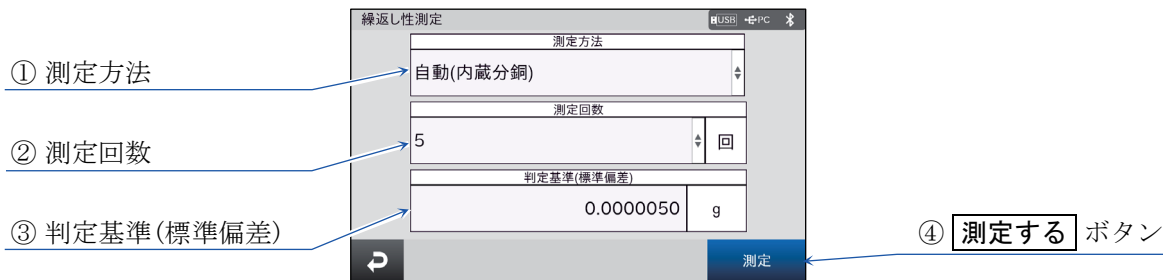 繰返し性測定
USB PC
測定方法
① 測定方法
自動(内蔵分銅)
測定回数
② 測定回数
5
回
判定基準(標準偏差)
③ 判定基準(標準偏差)
0.0000050
g
④ 測定する ボタン
測定